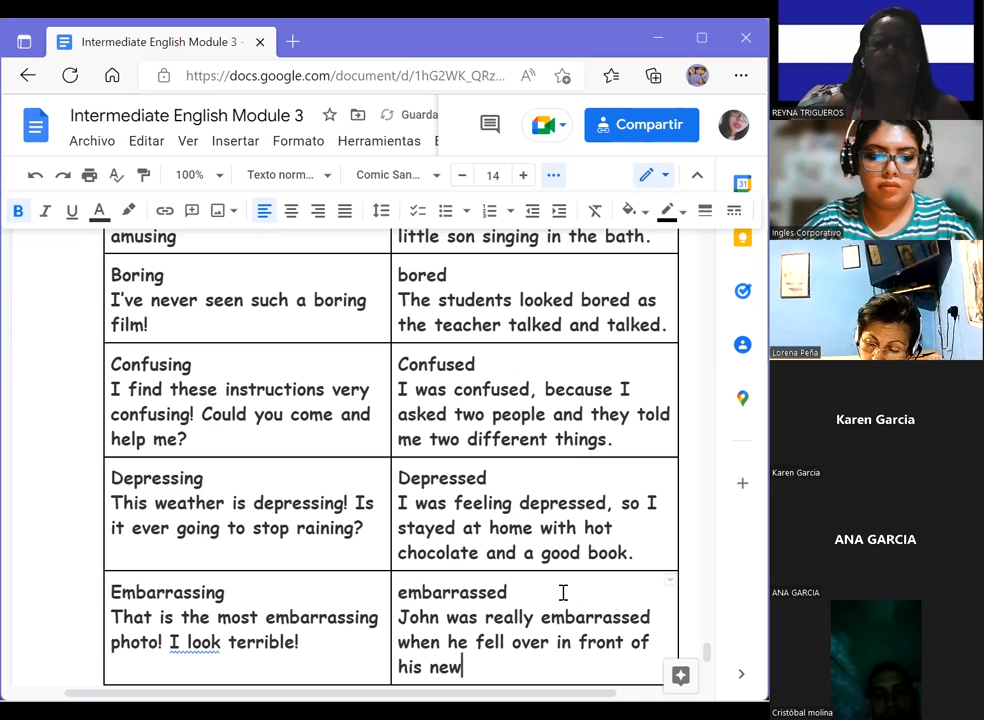 Intermediate English Module 3 -
https://docs.google.com/document/d/1hG2WK_QRz...
Intermediate English Module 3
Guarda
Archivo Editar Ver Insertar Formato Herramientas E
Compartir
100% Texto norm... Comic San... 14
B I U A
31
amusing
little son singing in the bath.
Boring
I've never seen such a boring
film!
bored
The students looked bored as
the teacher talked and talked.
Confusing
I find these instructions very
confusing! Could you come and
help me?
Confused
I was confused, because I
asked two people and they told
me two different things.
Depressing
This weather is depressing! Is
it ever going to stop raining?
Depressed
I was feeling depressed, so I
stayed at home with hot
chocolate and a good book.
Embarrassing
That is the most embarrassing
photo! I look terrible!
embarrassed
John was really embarrassed
when he fell over in front of
his new
REYNA TRIGUEROS
Ingles Corporativo
Lorena Peña
Karen Garcia
Karen Garcia
ANA GARCIA
ANA GARCIA
Cristóbal molina